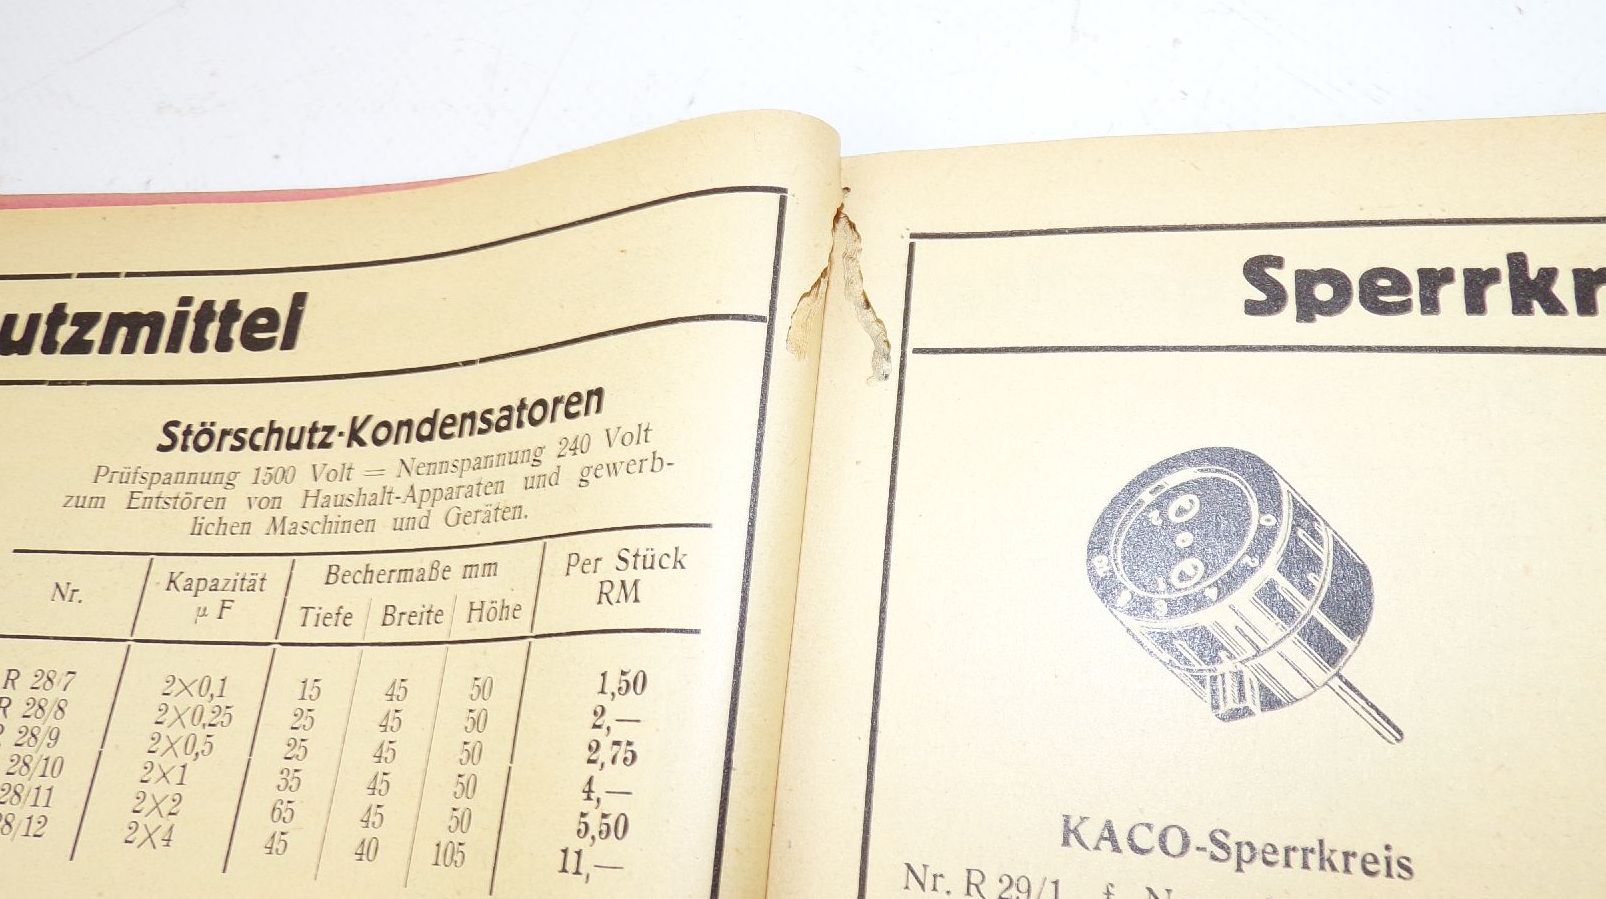 utzmittel
Störschutz-Kondensatoren
Prüfspannung 1500 Volt = Nennspannung 240 Volt
zum Entstören von Haushalt-Apparaten und gewerb-
lichen Maschinen und Geräten.
Nr. Kapazität µ F Bechermaße mm Per Stück RM
Tiefe Breite Höhe
R 28/7 2×0,1 15 45 50 1,50
R 28/8 2×0,25 25 45 50 2,—
28/9 2×0,5 25 45 50 2,75
28/10 2×1 35 45 50 4,—
28/11 2×2 65 45 50 5,50
28/12 2×4 45 40 105 11,—
Sperrkr
KACO-Sperrkreis
Nr. R 29/1 f. N